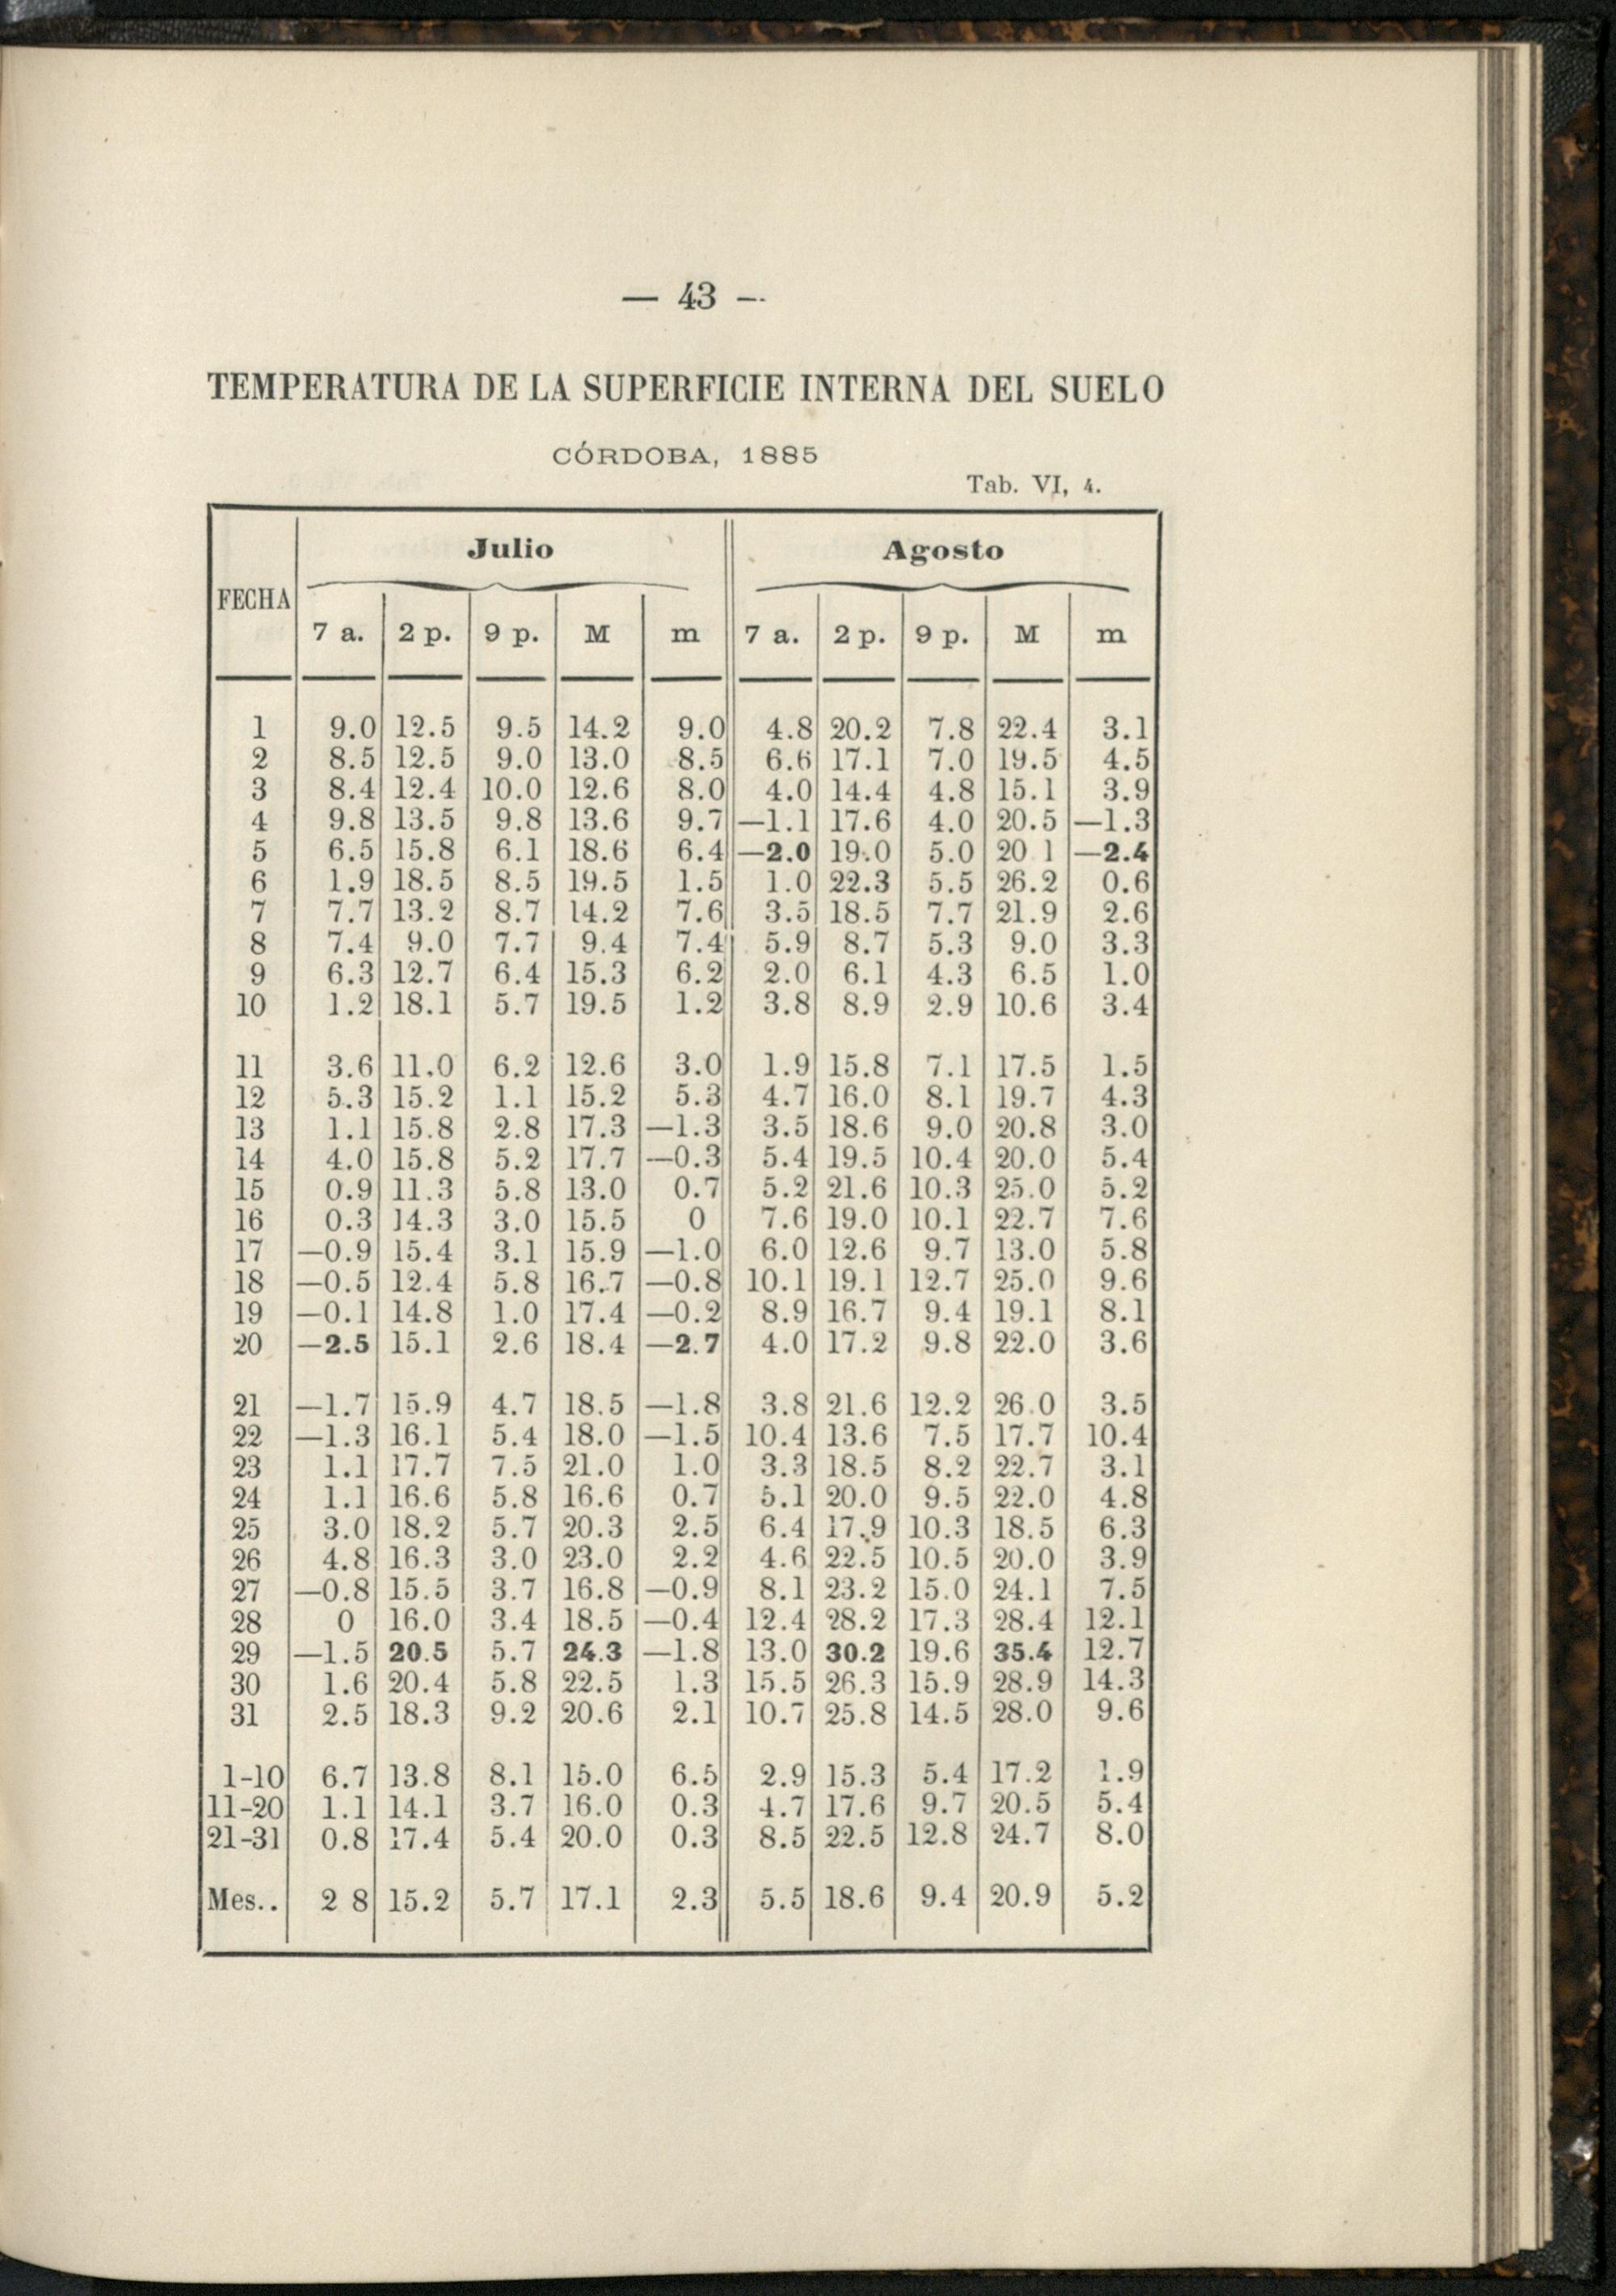 — 43 —
TEMPERATURA DE LA SUPERFICIE INTERNA DEL SUELO
CÓRDOBA, 1885
Tab. VI, 4.
FECHA Julio Agosto
7 a. 2 p. 9 p. M m 7 a. 2 p. 9 p. M m
1 9.0 12.5 9.5 14.2 9.0 4.8 20.2 7.8 22.4 3.1
2 8.5 12.5 9.0 13.0 8.5 6.6 17.1 7.0 19.5 4.5
3 8.4 12.4 10.0 12.6 8.0 4.0 14.4 4.8 15.1 3.9
4 9.8 13.5 9.8 13.6 9.7 —1.1 17.6 4.0 20.5 —1.3
5 6.5 15.8 6.1 18.6 6.4 —2.0 19.0 5.0 20 1 —2.4
6 1.9 18.5 8.5 19.5 1.5 1.0 22.3 5.5 26.2 0.6
7 7.7 13.2 8.7 14.2 7.6 3.5 18.5 7.7 21.9 2.6
8 7.4 9.0 7.7 9.4 7.4 5.9 8.7 5.3 9.0 3.3
9 6.3 12.7 6.4 15.3 6.2 2.0 6.1 4.3 6.5 1.0
10 1.2 18.1 5.7 19.5 1.2 3.8 8.9 2.9 10.6 3.4
11 3.6 11.0 6.2 12.6 3.0 1.9 15.8 7.1 17.5 1.5
12 5.3 15.2 1.1 15.2 5.3 4.7 16.0 8.1 19.7 4.3
13 1.1 15.8 2.8 17.3 —1.3 3.5 18.6 9.0 20.8 3.0
14 4.0 15.8 5.2 17.7 —0.3 5.4 19.5 10.4 20.0 5.4
15 0.9 11.3 5.8 13.0 0.7 5.2 21.6 10.3 25.0 5.2
16 0.3 14.3 3.0 15.5 0 7.6 19.0 10.1 22.7 7.6
17 —0.9 15.4 3.1 15.9 —1.0 6.0 12.6 9.7 13.0 5.8
18 —0.5 12.4 5.8 16.7 —0.8 10.1 19.1 12.7 25.0 9.6
19 —0.1 14.8 1.0 17.4 —0.2 8.9 16.7 9.4 19.1 8.1
20 —2.5 15.1 2.6 18.4 —2.7 4.0 17.2 9.8 22.0 3.6
21 —1.7 15.9 4.7 18.5 —1.8 3.8 21.6 12.2 26.0 3.5
22 —1.3 16.1 5.4 18.0 —1.5 10.4 13.6 7.5 17.7 10.4
23 1.1 17.7 7.5 21.0 1.0 3.3 18.5 8.2 22.7 3.1
24 1.1 16.6 5.8 16.6 0.7 5.1 20.0 9.5 22.0 4.8
25 3.0 18.2 5.7 20.3 2.5 6.4 17.9 10.3 18.5 6.3
26 4.8 16.3 3.0 23.0 2.2 4.6 22.5 10.5 20.0 3.9
27 —0.8 15.5 3.7 16.8 —0.9 8.1 23.2 15.0 24.1 7.5
28 0 16.0 3.4 18.5 —0.4 12.4 28.2 17.3 28.4 12.1
29 —1.5 20.5 5.7 24.3 —1.8 13.0 30.2 19.6 35.4 12.7
30 1.6 20.4 5.8 22.5 1.3 15.5 26.3 15.9 28.9 14.3
31 2.5 18.3 9.2 20.6 2.1 10.7 25.8 14.5 28.0 9.6
1-10 6.7 13.8 8.1 15.0 6.5 2.9 15.3 5.4 17.2 1.9
11-20 1.1 14.1 3.7 16.0 0.3 4.7 17.6 9.7 20.5 5.4
21-31 0.8 17.4 5.4 20.0 0.3 8.5 22.5 12.8 24.7 8.0
Mes.. 2 8 15.2 5.7 17.1 2.3 5.5 18.6 9.4 20.9 5.2